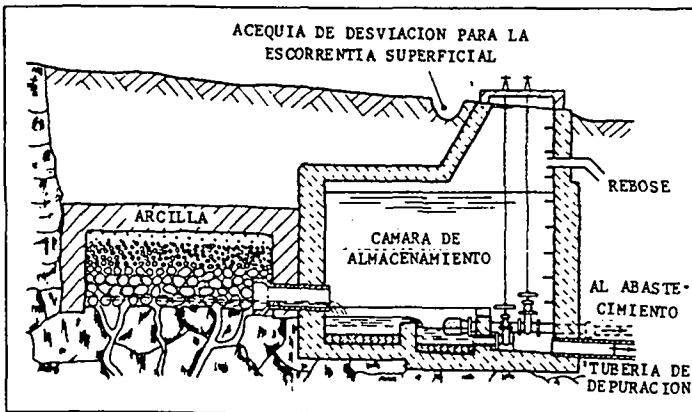 ACEQUIA DE DESVIACION PARA LA
ESCORRENTIA SUPERFICIAL
REBOSE
ARCILLA
CAMARA DE
ALMACENAMIENTO
AL ABASTE-
CIMIENTO
TUBERIA DE
DEPURACION